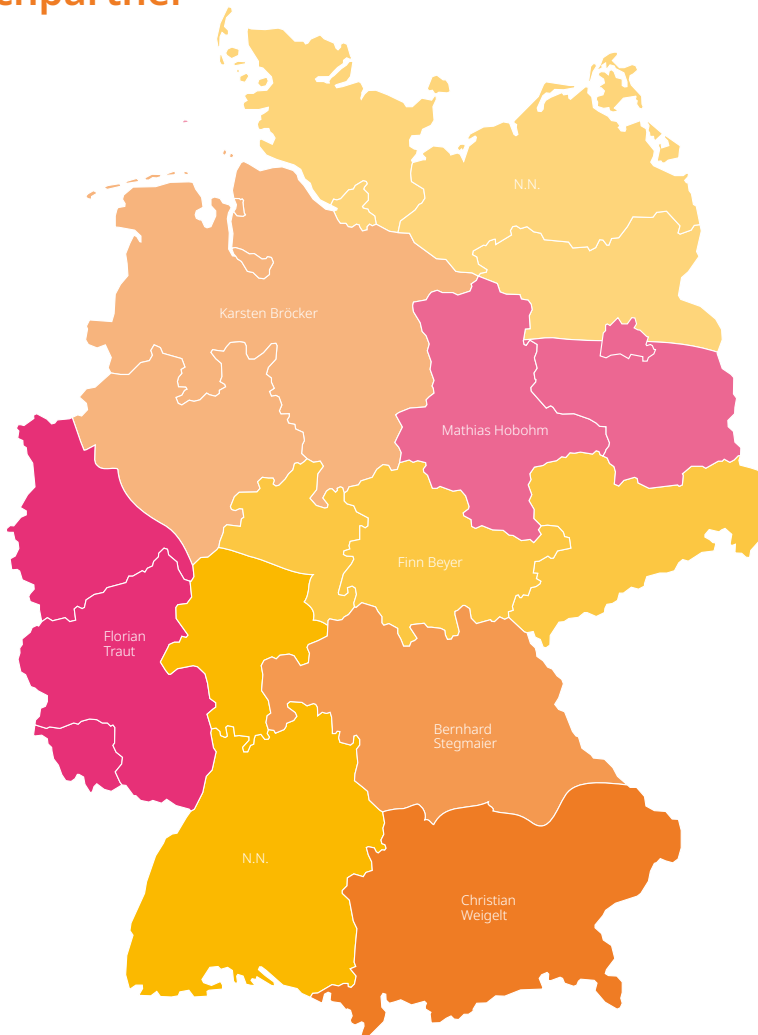 N.N.
Karsten Bröcker
Mathias Hobohm
Finn Beyer
Florian
Traut
Bernhard
Stegmaier
N.N.
Christian
Weigelt